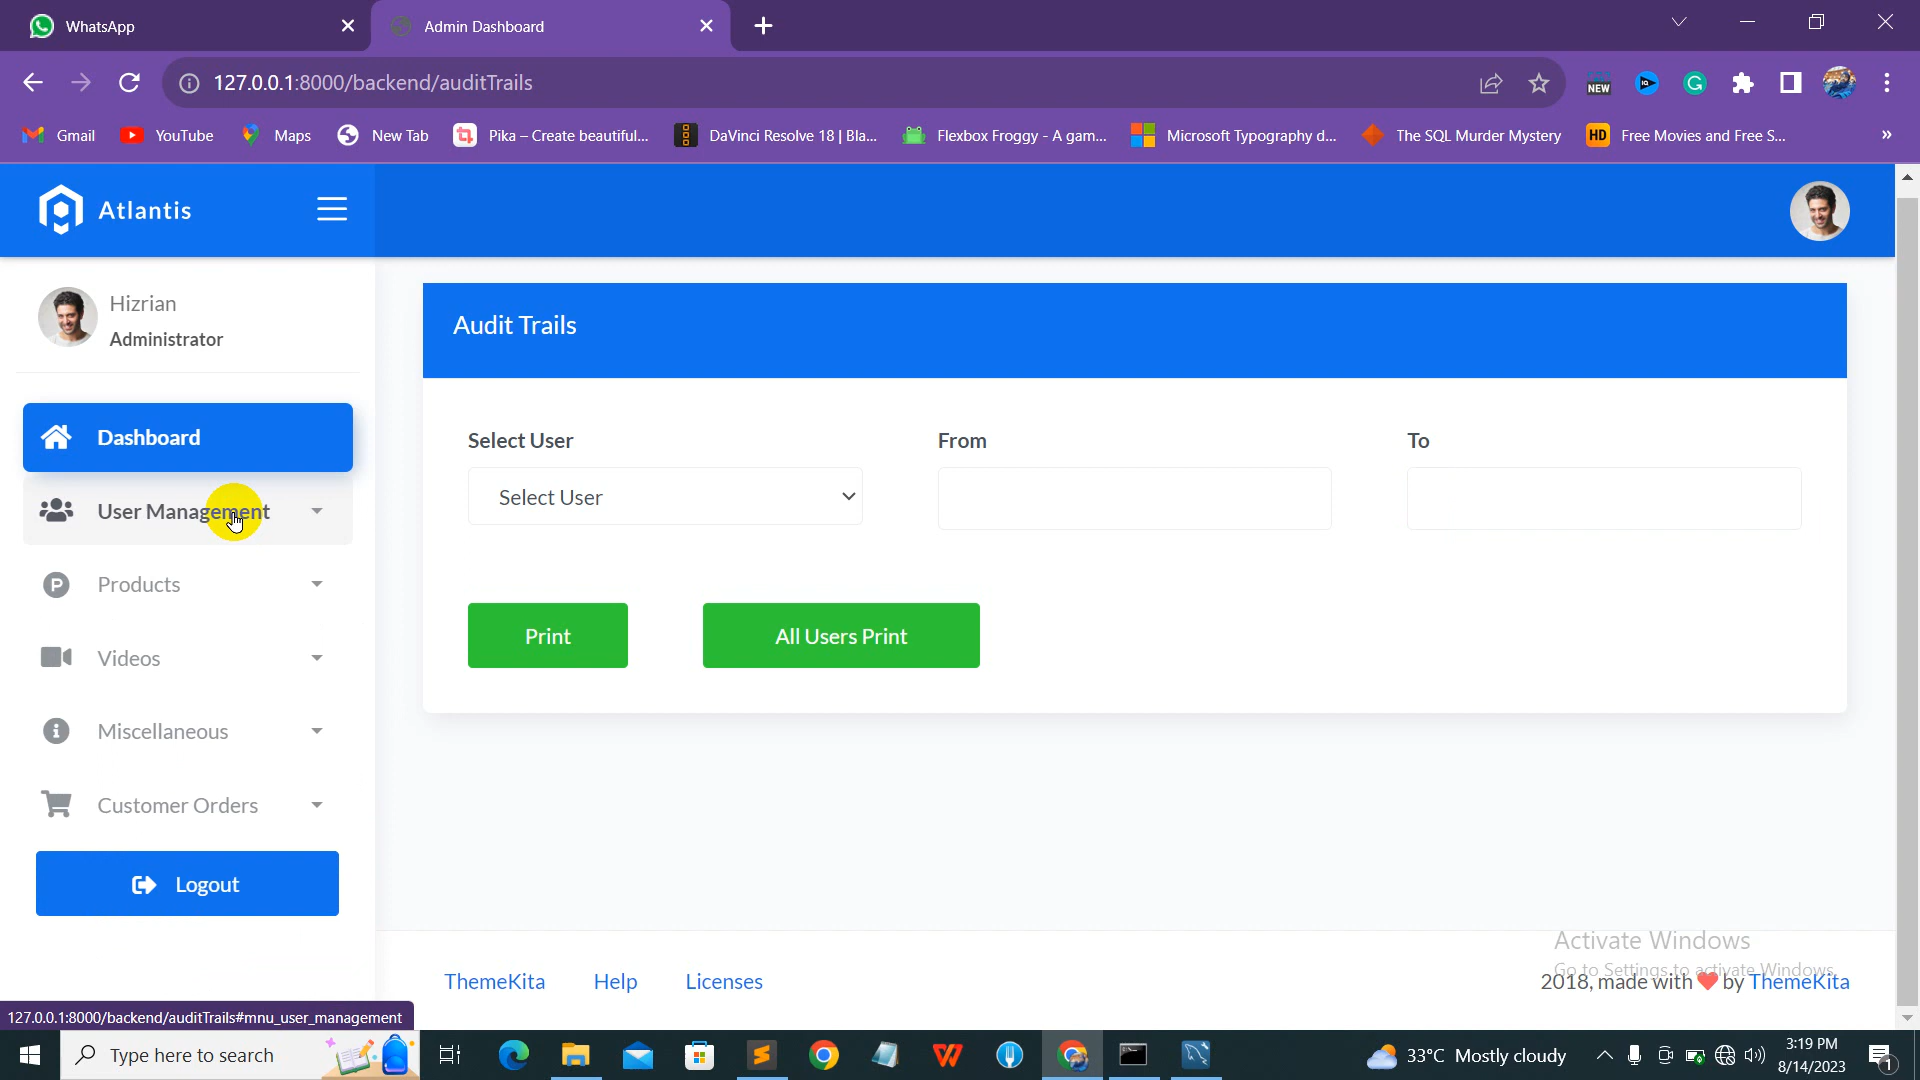 WhatsApp
Admin Dashboard
127.0.0.1:8000/backend/auditTrails
NEW
Gmail
YouTube
Maps
New Tab
Pika – Create beautiful...
DaVinci Resolve 18 | Bla...
Flexbox Froggy - A gam...
Microsoft Typography d...
The SQL Murder Mystery
HD
Free Movies and Free S...
»
Atlantis
Hizrian
Administrator
Dashboard
User Management
P Products
Videos
Miscellaneous
Customer Orders
Logout
Audit Trails
Select User
From
To
Select User
Print
All Users Print
Activate Windows
Go to Settings to activate Windows.
ThemeKita
Help
Licenses
2018, made with ❤ by ThemeKita
127.0.0.1:8000/backend/auditTrails#mnu_user_management
Type here to search
33°C Mostly cloudy
3:19 PM
8/14/2023
1